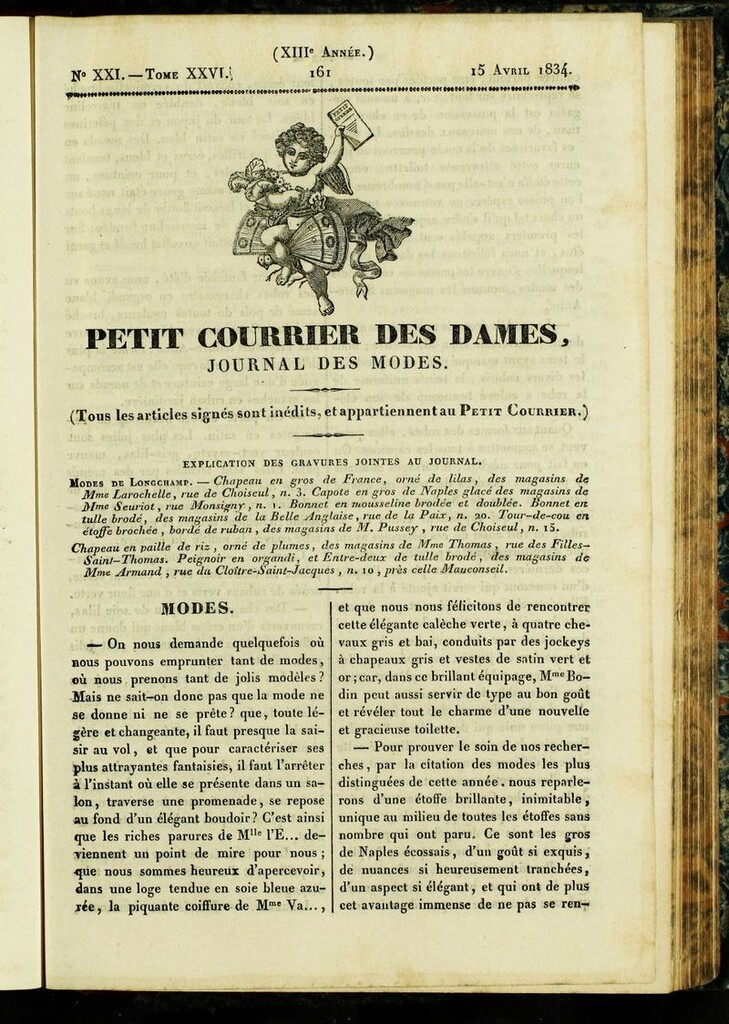 (XIIIe Année.)
No XXI. — Tome XXVI. 161 15 Avril 1834.
PETIT COURRIER
PETIT COURRIER DES DAMES,
JOURNAL DES MODES.
(Tous les articles signés sont inédits, et appartiennent au Petit Courrier.)
EXPLICATION DES GRAVURES JOINTES AU JOURNAL.
Modes de Longchamp. — Chapeau en gros de France, orné de lilas, des magasins de
Mme Larochelle, rue de Choiseul, n. 3. Capote en gros de Naples glacé des magasins de
Mme Seuriot, rue Monsigny, n. 1. Bonnet en mousseline brodée et doublée. Bonnet en
tulle brodé, des magasins de la Belle Anglaise, rue de la Paix, n. 20. Tour-de-cou en
étoffe brochée, bordé de ruban, des magasins de M. Pussey, rue de Choiseul, n. 15.
Chapeau en paille de riz, orné de plumes, des magasins de Mme Thomas, rue des Filles-
Saint-Thomas. Peignoir en organdi, et Entre-deux de tulle brodé, des magasins de
Mme Armand, rue du Cloître-Saint-Jacques, n. 10, près celle Mauconseil.
MODES.
— On nous demande quelquefois où
nous pouvons emprunter tant de modes,
où nous prenons tant de jolis modèles?
Mais ne sait-on donc pas que la mode ne
se donne ni ne se prête? que, toute lé-
gère et changeante, il faut presque la sai-
sir au vol, et que pour caractériser ses
plus attrayantes fantaisies, il faut l'arrêter
à l'instant où elle se présente dans un sa-
lon, traverse une promenade, se repose
au fond d'un élégant boudoir? C'est ainsi
que les riches parures de Mlle l'E... de-
viennent un point de mire pour nous;
que nous sommes heureux d'apercevoir,
dans une loge tendue en soie bleue azu-
rée, la piquante coiffure de Mme Va...,
et que nous nous félicitons de rencontrer
cette élégante calèche verte, à quatre che-
vaux gris et bai, conduits par des jockeys
à chapeaux gris et vestes de satin vert et
or; car, dans ce brillant équipage, Mme Bo-
din peut aussi servir de type au bon goût
et révéler tout le charme d'une nouvelle
et gracieuse toilette.
— Pour prouver le soin de nos recher-
ches, par la citation des modes les plus
distinguées de cette année, nous reparle-
rons d'une étoffe brillante, inimitable,
unique au milieu de toutes les étoffes sans
nombre qui ont paru. Ce sont les gros
de Naples écossais, d'un goût si exquis,
de nuances si heureusement tranchées,
d'un aspect si élégant, et qui ont de plus
cet avantage immense de ne pas se ren-